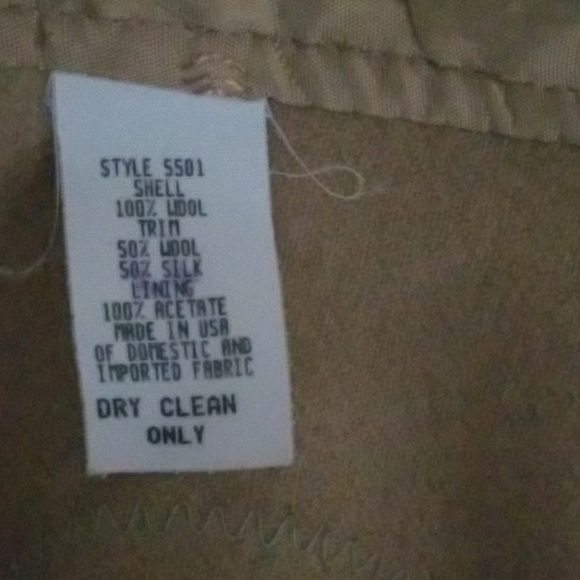 STYLE 5501
SHELL
100% WOOL
TRIM
50% WOOL
50% SILK
LINING
100% ACETATE
MADE IN USA
OF DOMESTIC AND
IMPORTED FABRIC
DRY CLEAN
ONLY